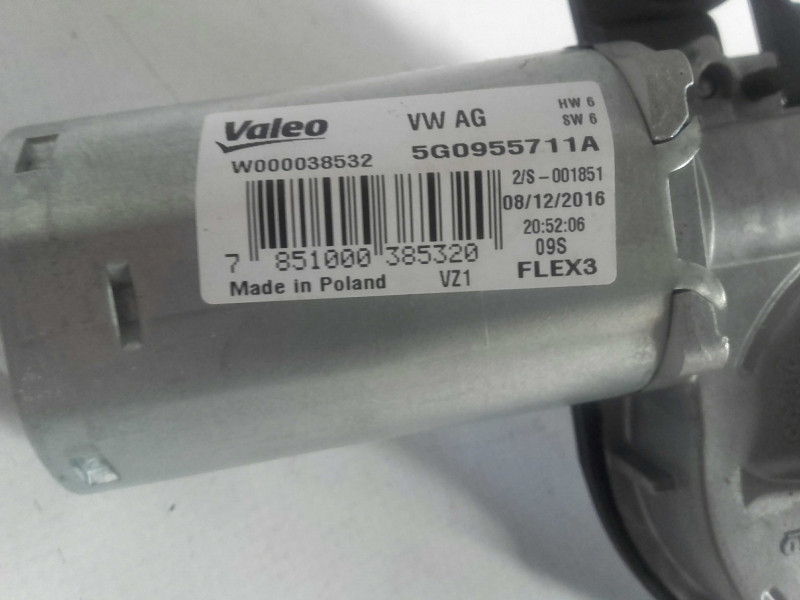 Valeo
VW AG
HW 6
SW 6
W000038532
5G0955711A
2/S-001851
08/12/2016
20:52:06
09S
7 851000 385320
Made in Poland
VZ1
FLEX3